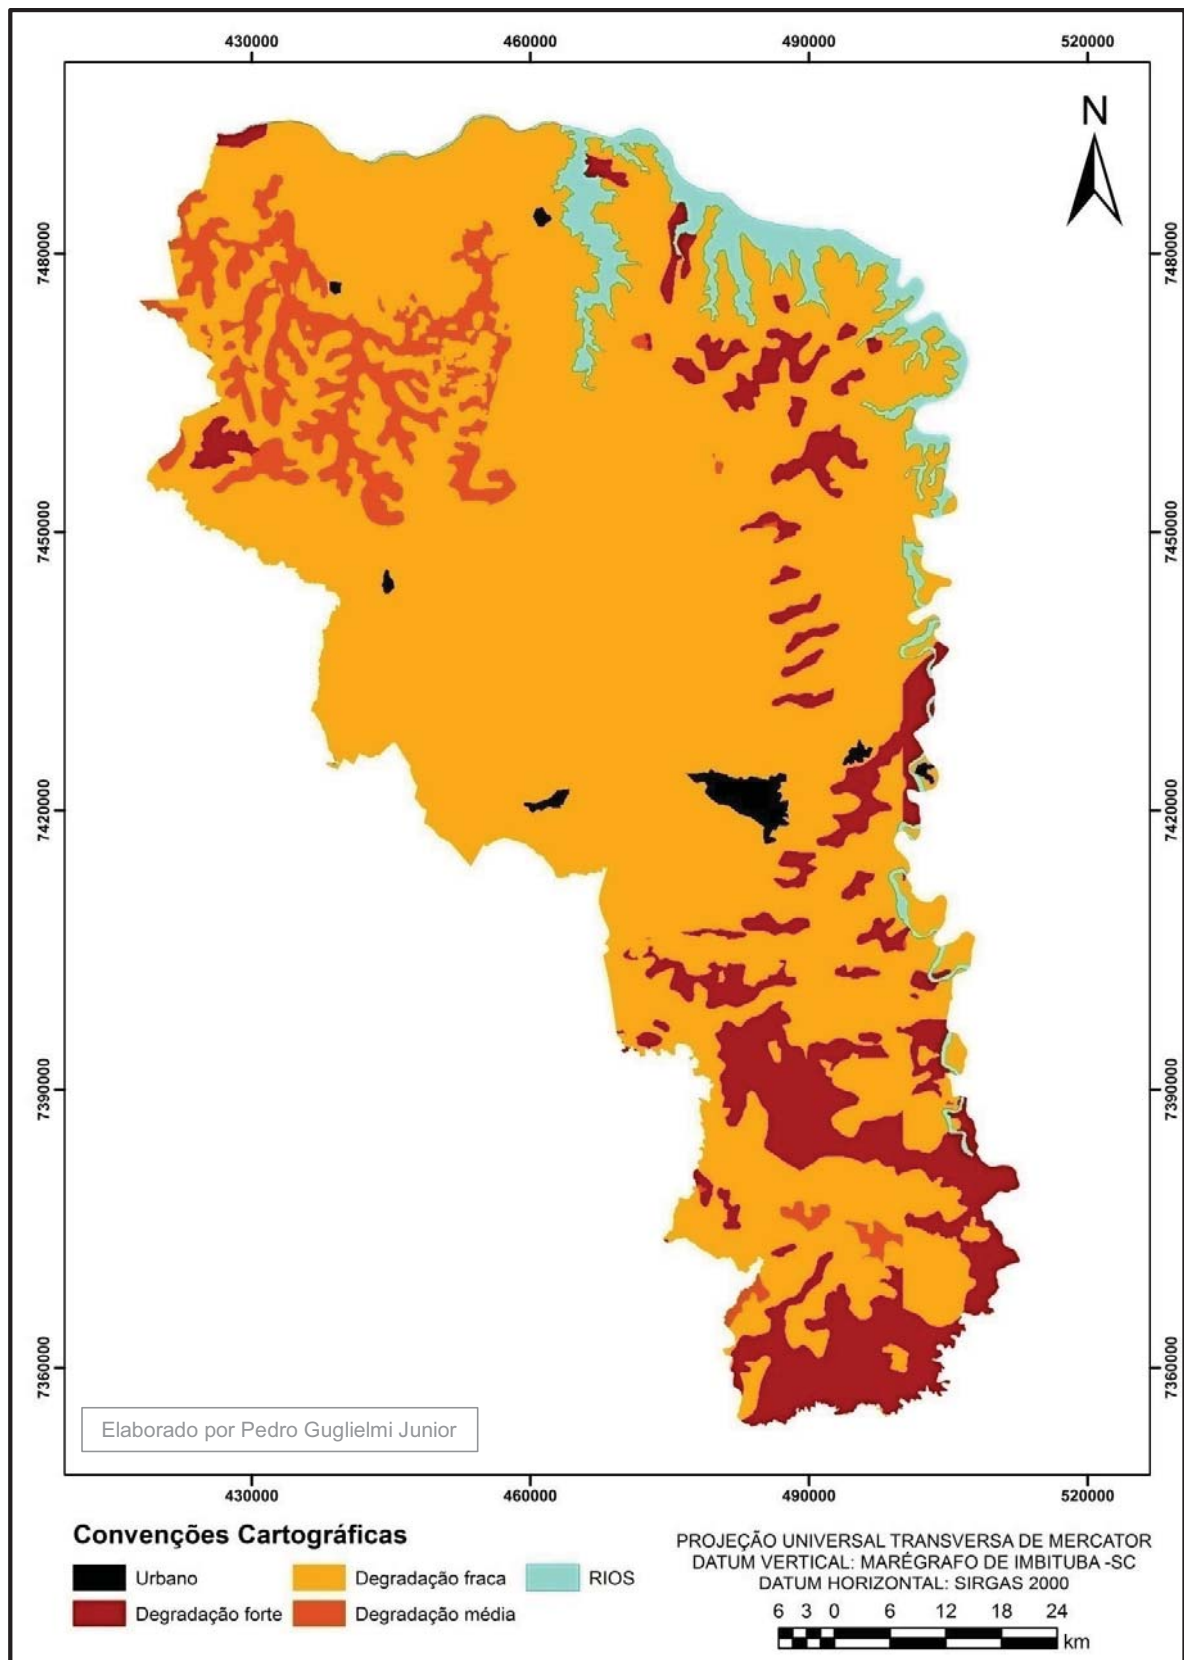 430000 460000 490000 520000
N
7480000 7480000
7450000 7450000
7420000 7420000
7390000 7390000
7360000 7360000
Elaborado por Pedro Guglielmi Junior
430000 460000 490000 520000
Convenções Cartográficas
Urbano
Degradação fraca
RIOS
Degradação forte
Degradação média
PROJEÇÃO UNIVERSAL TRANSVERSA DE MERCATOR
DATUM VERTICAL: MARÉGRAFO DE IMBITUBA -SC
DATUM HORIZONTAL: SIRGAS 2000
6 3 0 6 12 18 24
km